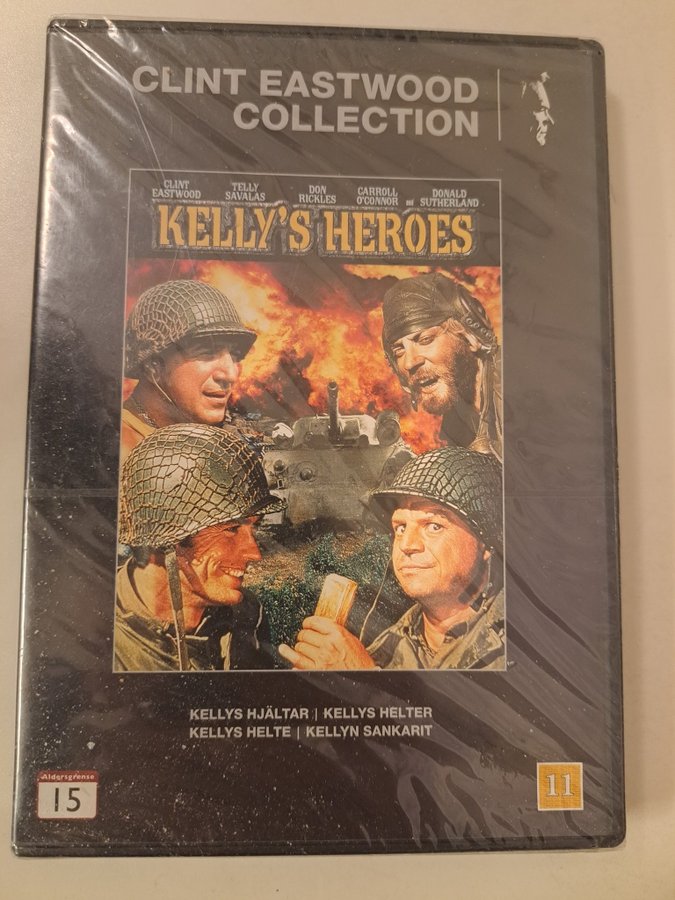 CLINT EASTWOOD
COLLECTION
CLINT EASTWOOD TELLY SAVALAS DON RICKLES CARROLL O'CONNOR and DONALD SUTHERLAND
KELLY'S HEROES
KELLYS HJÄLTAR | KELLYS HELTER
KELLYS HELTE | KELLYN SANKARIT
Aldersgrense
15
11